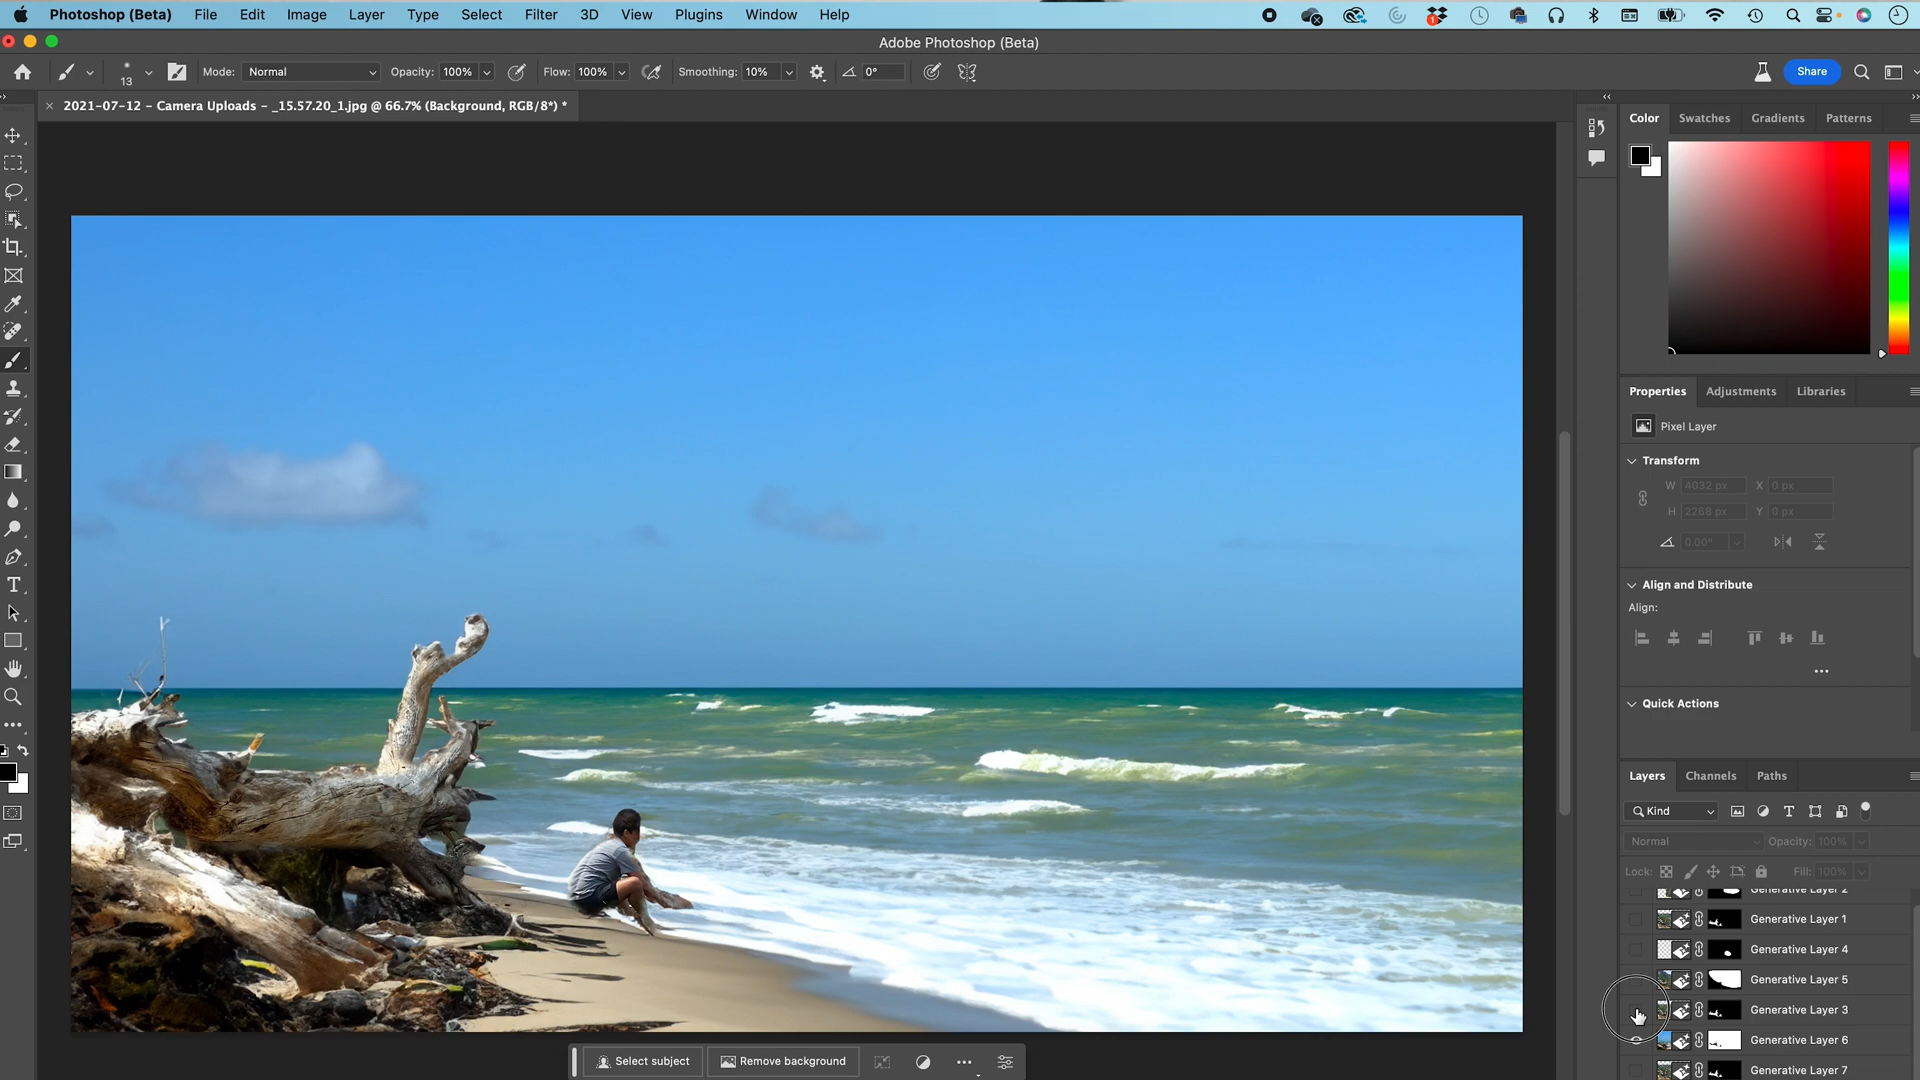 Photoshop (Beta) File Edit Image Layer Type Select Filter 3D View Plugins Window Help
1
Adobe Photoshop (Beta)
13 Mode: Normal Opacity: 100% Flow: 100% Smoothing: 10% 0° Share
2021-07-12 - Camera Uploads - _15.57.20_1.jpg @ 66.7% (Background, RGB/8*) *
Color Swatches Gradients Patterns
Properties Adjustments Libraries
Pixel Layer
Transform
W 4032 px X 0 px
H 2268 px Y 0 px
0.00°
Align and Distribute
Align:
Quick Actions
Layers Channels Paths
Kind
Normal Opacity: 100%
Lock: Fill: 100%
Generative Layer 2
Generative Layer 1
Generative Layer 4
Generative Layer 5
Generative Layer 3
Generative Layer 6
Generative Layer 7
Select subject Remove background